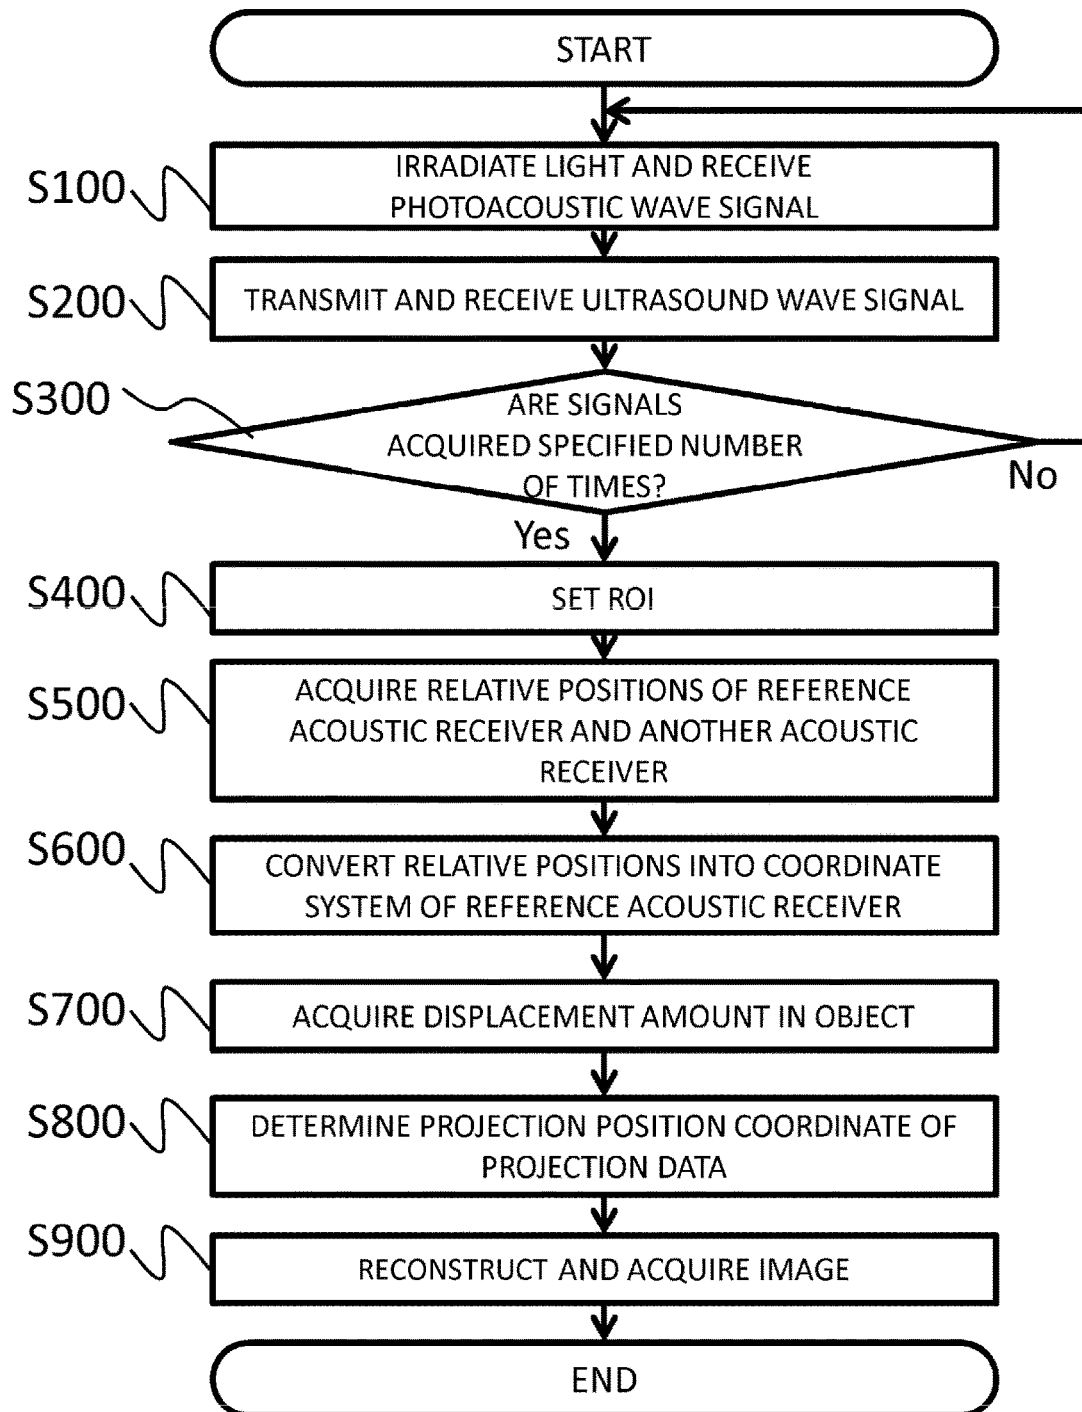 START
S100
IRRADIATE LIGHT AND RECEIVE
PHOTOACOUSTIC WAVE SIGNAL
S200
TRANSMIT AND RECEIVE ULTRASOUND WAVE SIGNAL
S300
ARE SIGNALS
ACQUIRED SPECIFIED NUMBER
OF TIMES?
No
Yes
S400
SET ROI
S500
ACQUIRE RELATIVE POSITIONS OF REFERENCE
ACOUSTIC RECEIVER AND ANOTHER ACOUSTIC
RECEIVER
S600
CONVERT RELATIVE POSITIONS INTO COORDINATE
SYSTEM OF REFERENCE ACOUSTIC RECEIVER
S700
ACQUIRE DISPLACEMENT AMOUNT IN OBJECT
S800
DETERMINE PROJECTION POSITION COORDINATE OF
PROJECTION DATA
S900
RECONSTRUCT AND ACQUIRE IMAGE
END